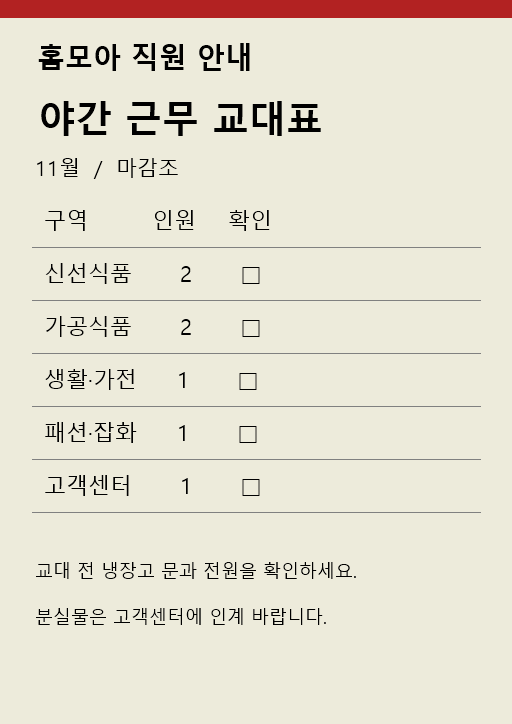 홈모아 직원 안내
야간 근무 교대표
11월 / 마감조
구역 인원 확인
신선식품 2 □
가공식품 2 □
생활·가전 1 □
패션·잡화 1 □
고객센터 1 □
교대 전 냉장고 문과 전원을 확인하세요.
분실물은 고객센터에 인계 바랍니다.